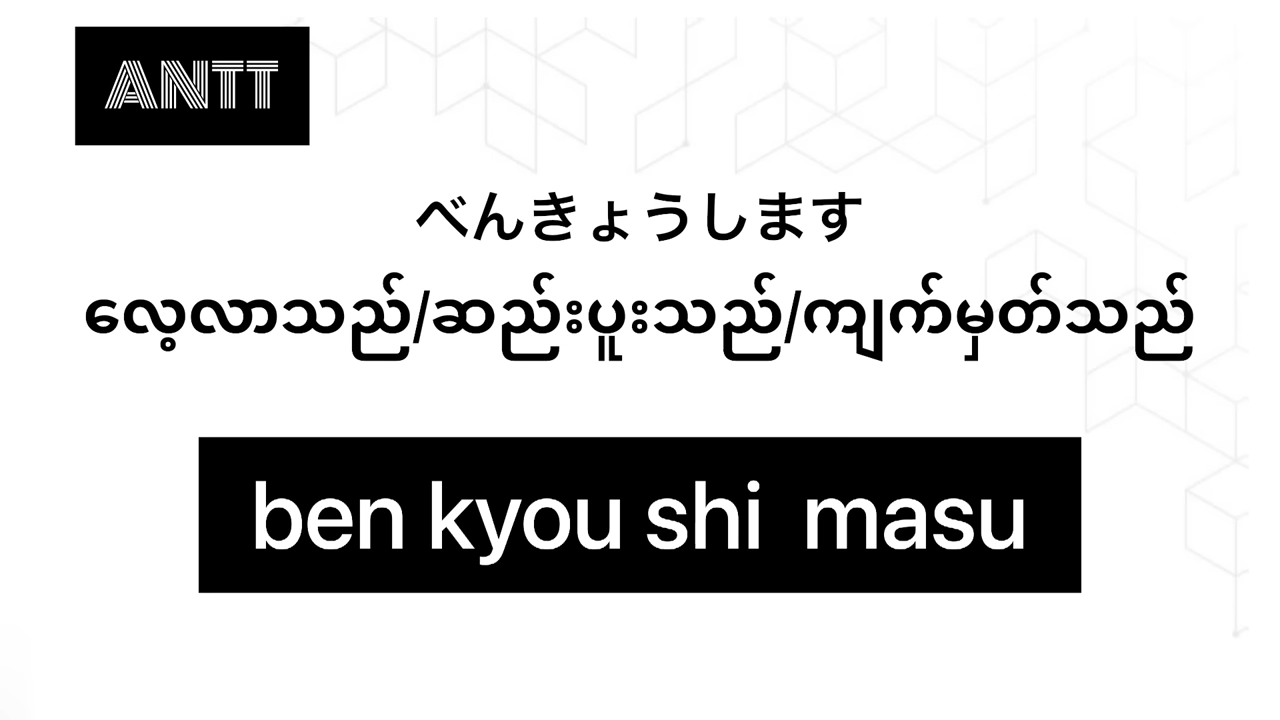 ANTT
べんきょうします
လေ့လာသည်/ဆည်းပူးသည်/ကျက်မှတ်သည်
ben kyou shi masu